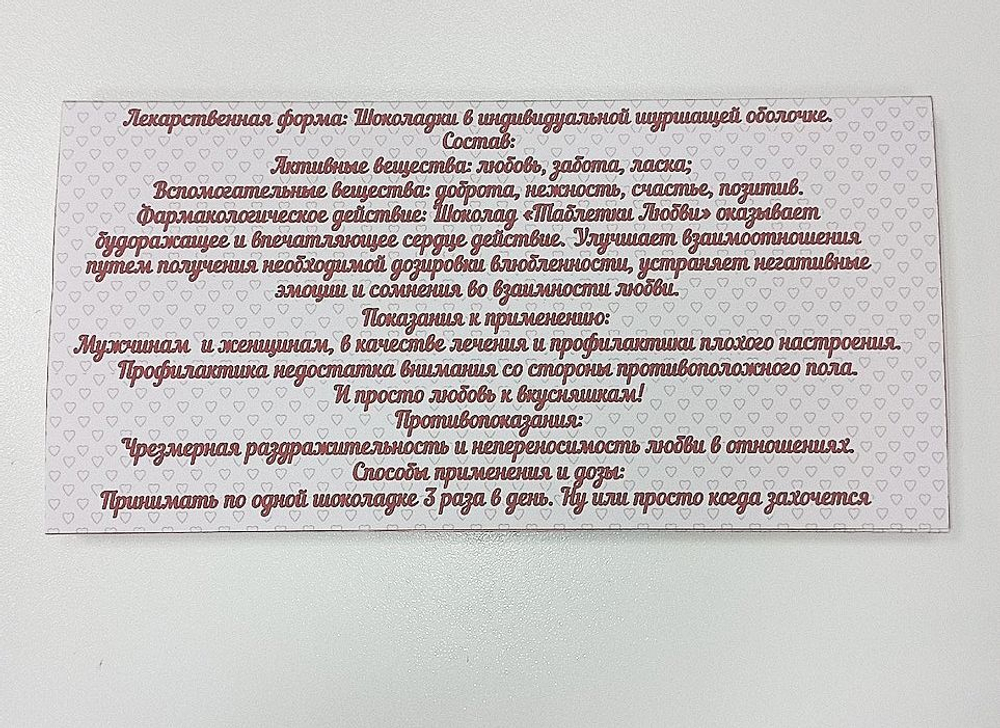 Лекарственная форма: Шоколадки в индивидуальной шуршащей оболочке.
Состав:
Активные вещества: любовь, забота, ласка;
Вспомогательные вещества: доброта, нежность, счастье, позитив.
Фармакологическое действие: Шоколад «Таблетки Любви» оказывает
будоражащее и впечатляющее сердце действие. Улучшает взаимоотношения
путем получения необходимой дозировки влюбленности, устраняет негативные
эмоции и сомнения во взаимности любви.
Показания к применению:
Мужчинам и женщинам, в качестве лечения и профилактики плохого настроения.
Профилактика недостатка внимания со стороны противоположного пола.
И просто любовь к вкусняшкам!
Противопоказания:
Чрезмерная раздражительность и непереносимость любви в отношениях.
Способы применения и дозы:
Принимать по одной шоколадке 3 раза в день. Ну или просто когда захочется